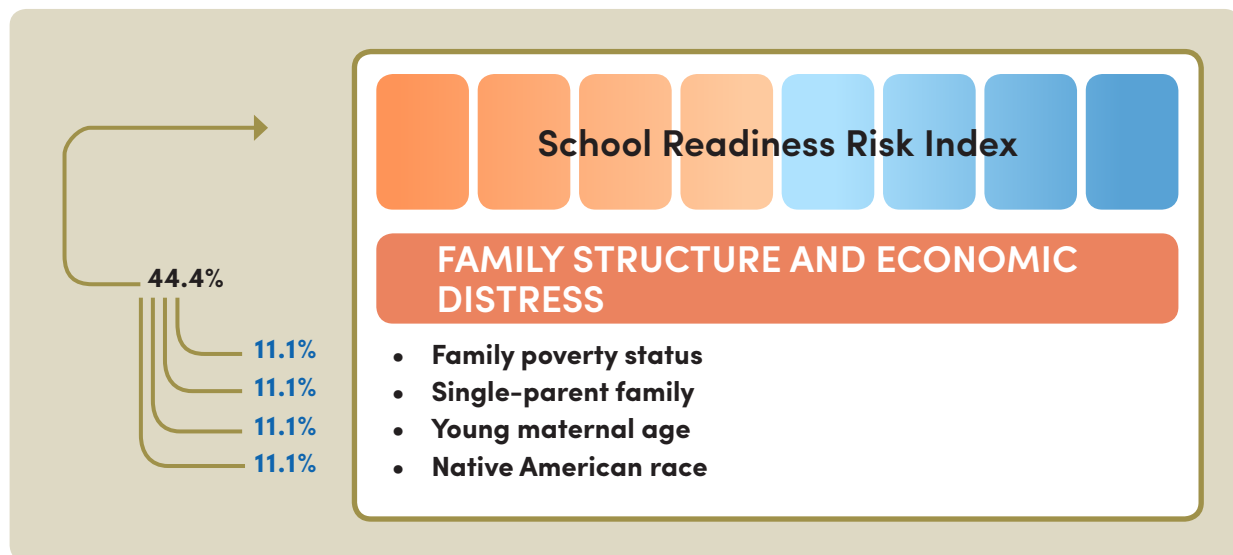 School Readiness Risk Index
FAMILY STRUCTURE AND ECONOMIC
DISTRESS
44.4%
11.1%
• Family poverty status
11.1%
• Single-parent family
11.1%
• Young maternal age
11.1%
• Native American race